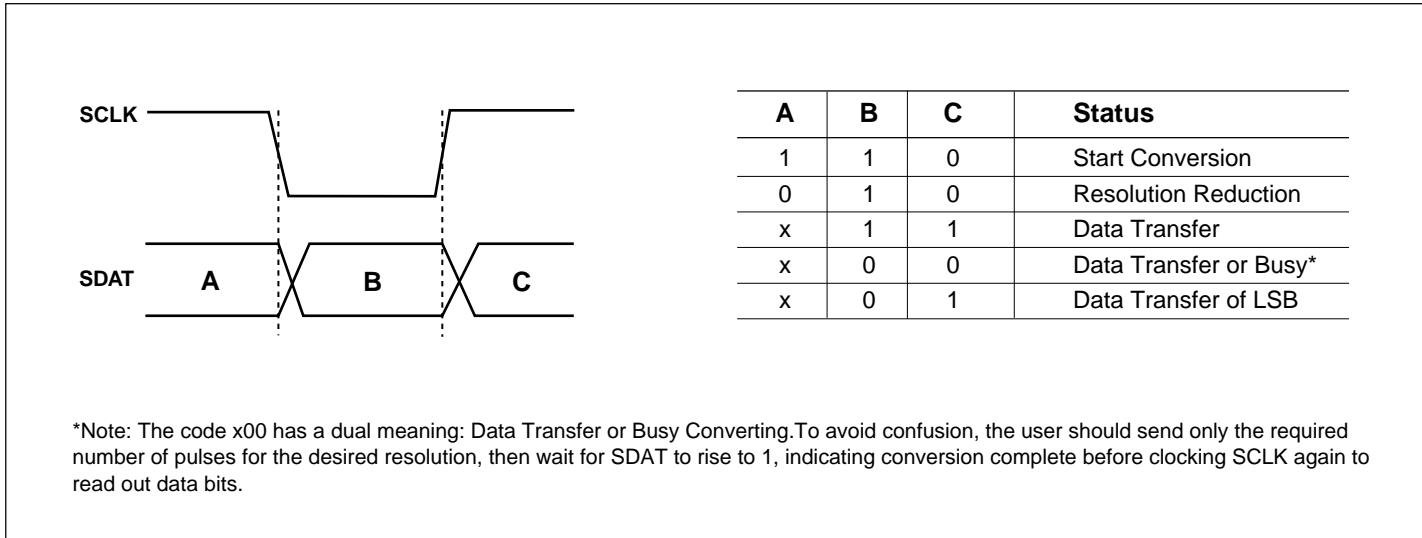 SCLK
SDAT
A
B
C
A B C Status
1 1 0 Start Conversion
0 1 0 Resolution Reduction
x 1 1 Data Transfer
x 0 0 Data Transfer or Busy*
x 0 1 Data Transfer of LSB
*Note: The code x00 has a dual meaning: Data Transfer or Busy Converting.To avoid confusion, the user should send only the required
number of pulses for the desired resolution, then wait for SDAT to rise to 1, indicating conversion complete before clocking SCLK again to
read out data bits.